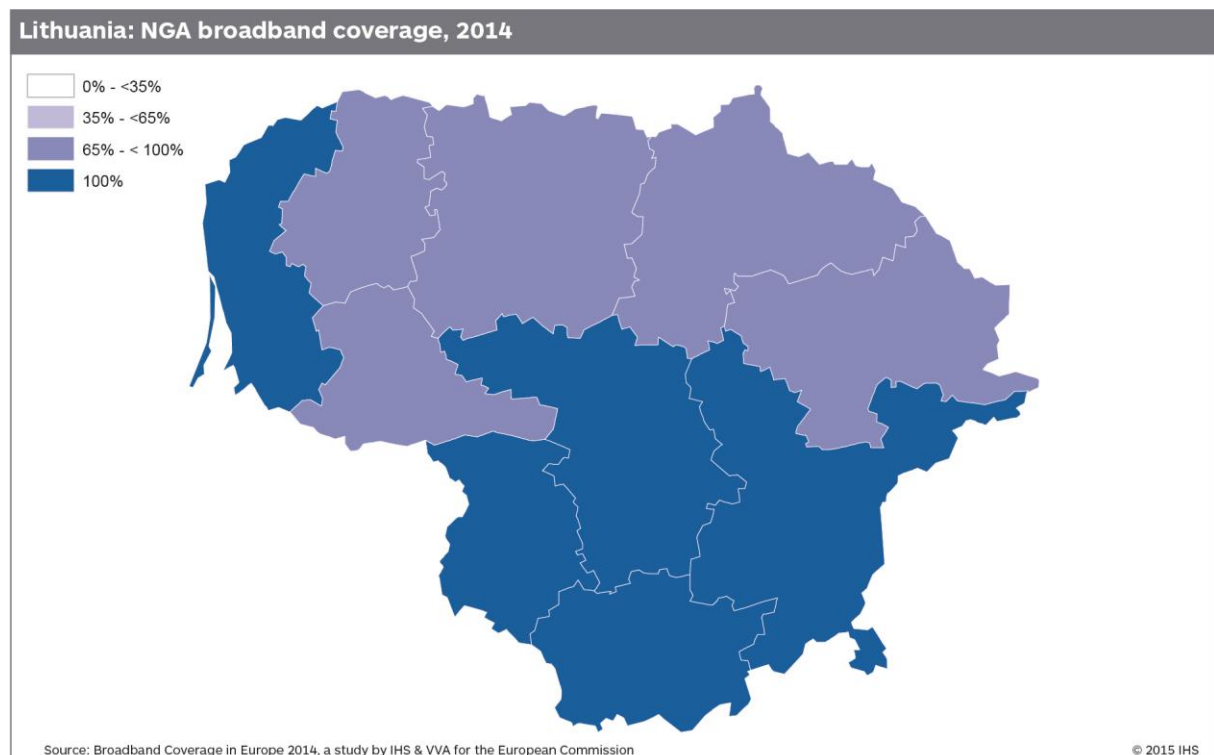 Lithuania: NGA broadband coverage, 2014
0% - <35%
35% - <65%
65% - < 100%
100%
Source: Broadband Coverage in Europe 2014, a study by IHS & VVA for the European Commission
© 2015 IHS